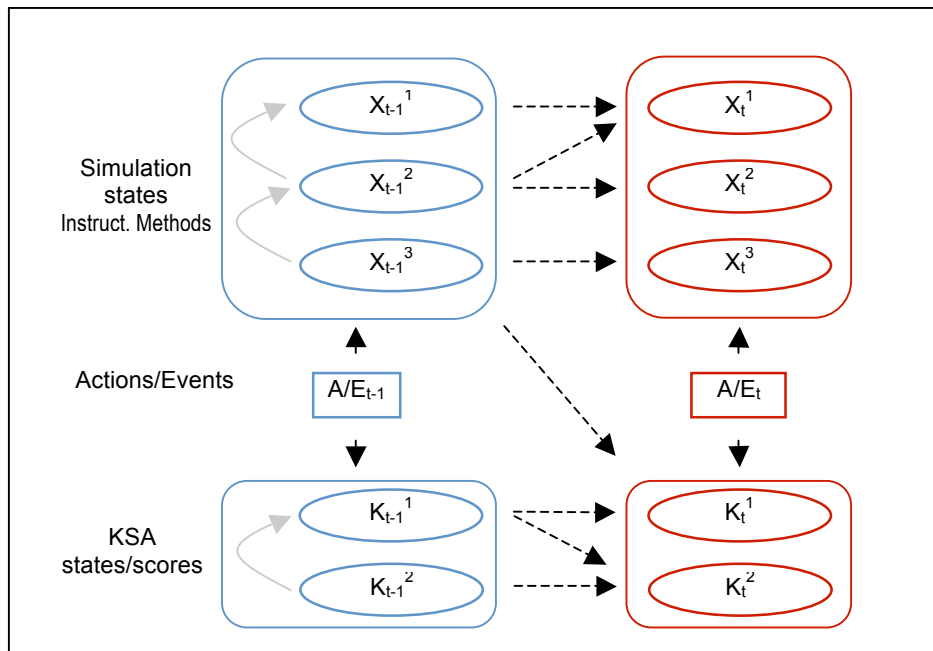 X_{t-1}^{1}
X_t^{1}
Simulation
states
Instruct. Methods
X_{t-1}^{2}
X_t^{2}
X_{t-1}^{3}
X_t^{3}
Actions/Events
A/E_{t-1}
A/E_t
KSA
states/scores
K_{t-1}^{1}
K_t^{1}
K_{t-1}^{2}
K_t^{2}